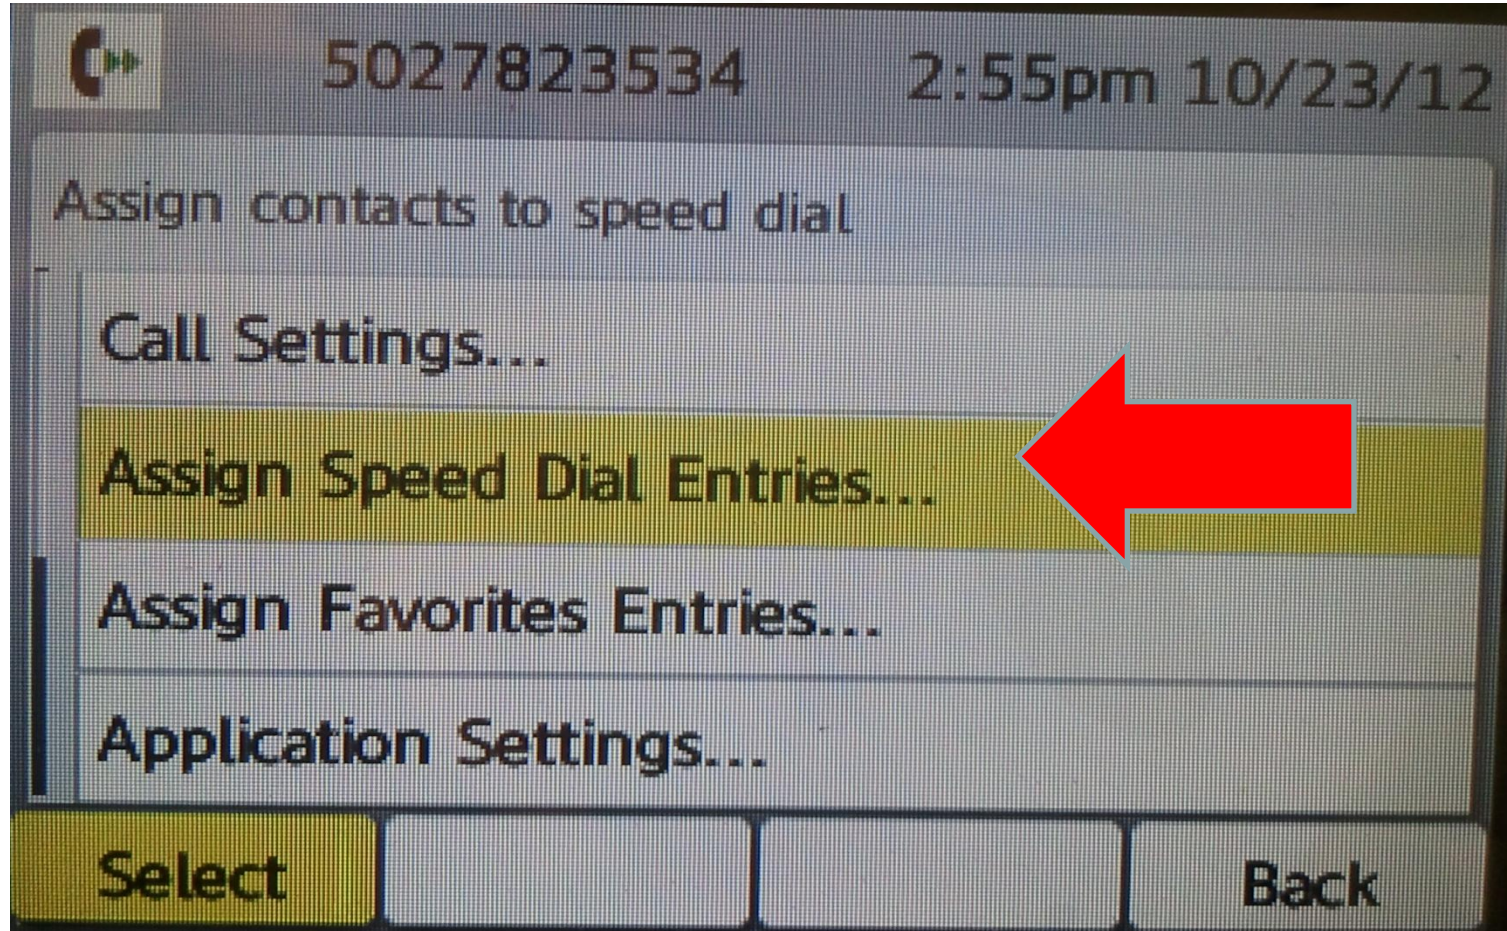 5027823534 2:55pm 10/23/12
Assign contacts to speed dial
Call Settings...
Assign Speed Dial Entries...
Assign Favorites Entries...
Application Settings...
Select Back